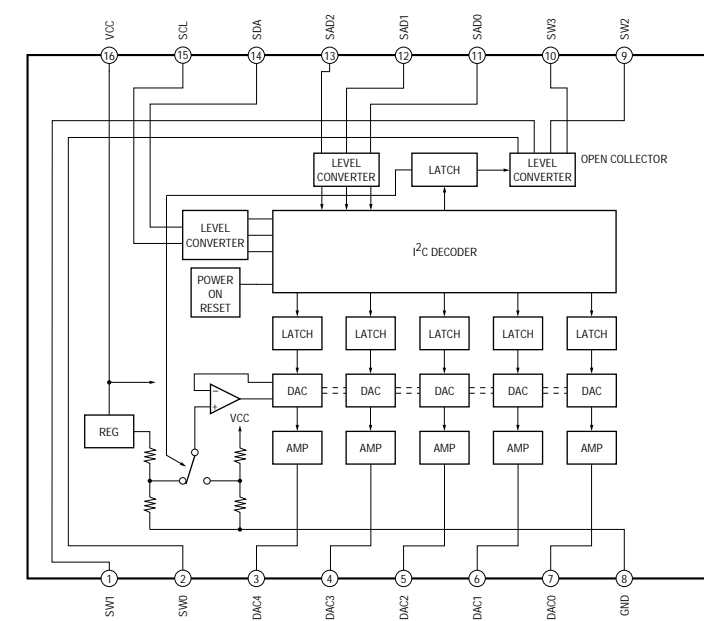 VCC
SCL
SDA
SAD2
SAD1
SAD0
SW3
SW2
16
15
14
13
12
11
10
9
LEVEL
CONVERTER
LATCH
LEVEL
CONVERTER
OPEN COLLECTOR
LEVEL
CONVERTER
I2C DECODER
POWER
ON
RESET
LATCH
LATCH
LATCH
LATCH
LATCH
−
+
DAC
DAC
DAC
DAC
DAC
REG
VCC
AMP
AMP
AMP
AMP
AMP
1
2
3
4
5
6
7
8
SW1
SW0
DAC4
DAC3
DAC2
DAC1
DAC0
GND